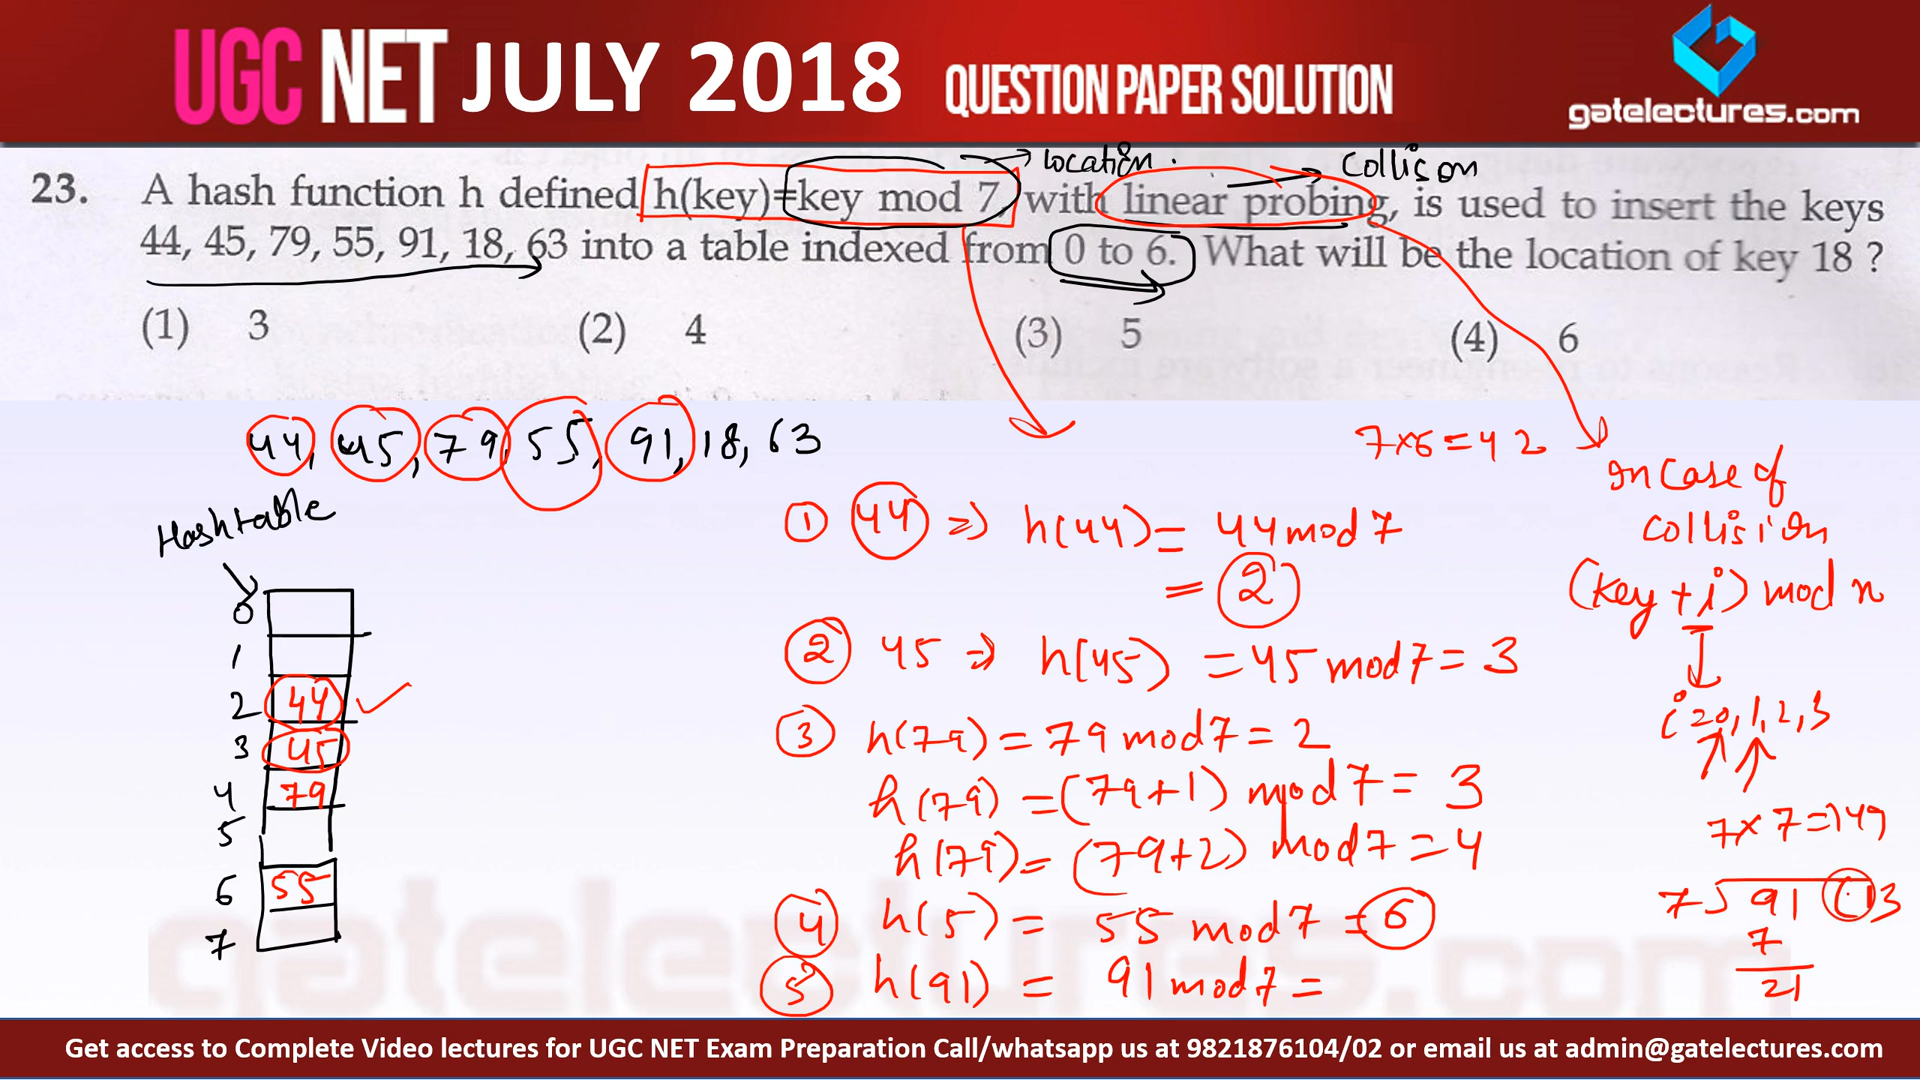 UGC NET JULY 2018 QUESTION PAPER SOLUTION
gatelectures.com
location.
Collision
23. A hash function h defined h(key)=key mod 7, with linear probing, is used to insert the keys
44, 45, 79, 55, 91, 18, 63 into a table indexed from 0 to 6. What will be the location of key 18 ?
(1) 3 (2) 4 (3) 5 (4) 6
44, 45, 79, 55, 91, 18, 63
Hashtable
0
1
2 44
3 45
4 79
5
6 55
7
7×6=42
① 44 ⇒ h(44) = 44 mod 7
= 2
② 45 ⇒ h(45) = 45 mod 7 = 3
③ h(79) = 79 mod 7 = 2
h(79) = (79+1) mod 7 = 3
h(79) = (79+2) mod 7 = 4
④ h(5) = 55 mod 7 = 6
⑤ h(91) = 91 mod 7 =
In case of
collision
(key + i) mod n
i = 0, 1, 2, 3
7×7=49
7) 91 (13
7
21
gatelectures.com
Get access to Complete Video lectures for UGC NET Exam Preparation Call/whatsapp us at 9821876104/02 or email us at admin@gatelectures.com